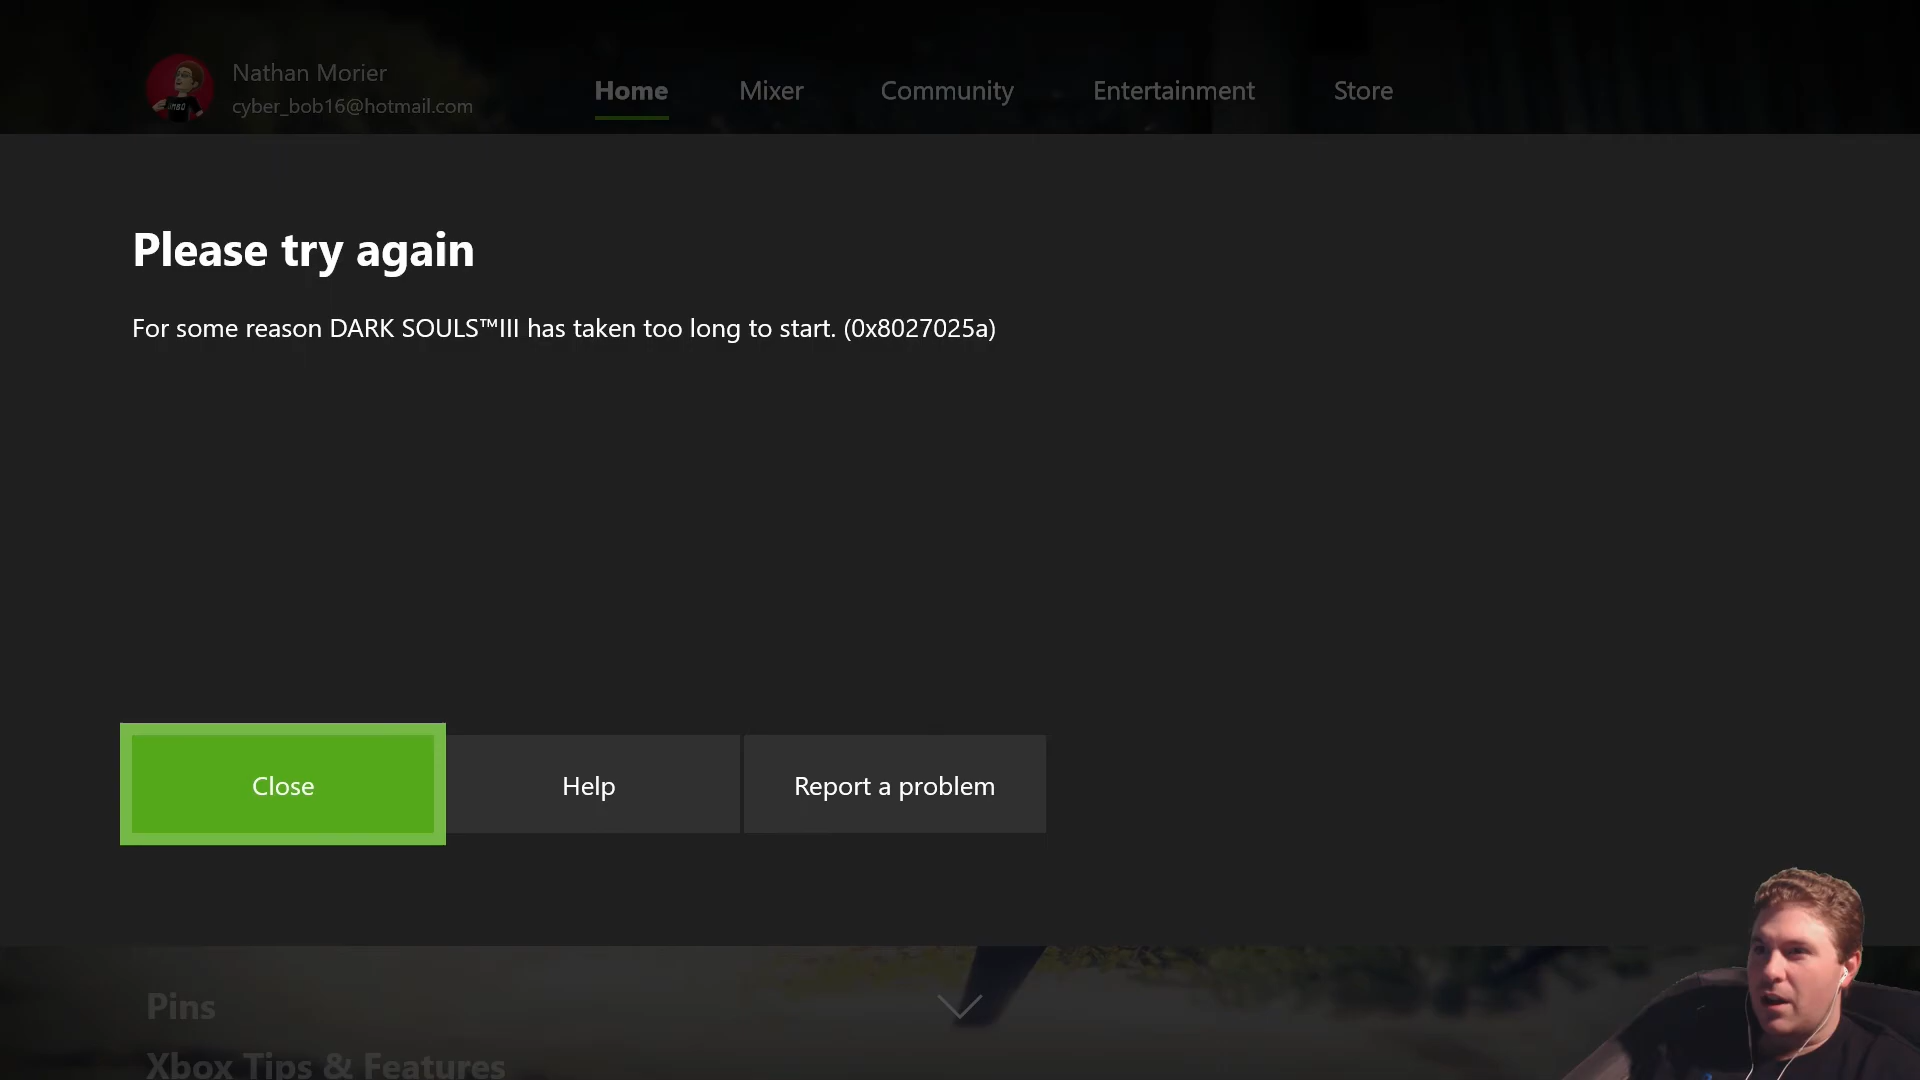 Nathan Morier
cyber_bob16@hotmail.com
Home
Mixer
Community
Entertainment
Store
Please try again
For some reason DARK SOULS™III has taken too long to start. (0x8027025a)
Close
Help
Report a problem
Pins
Xbox Tips & Features